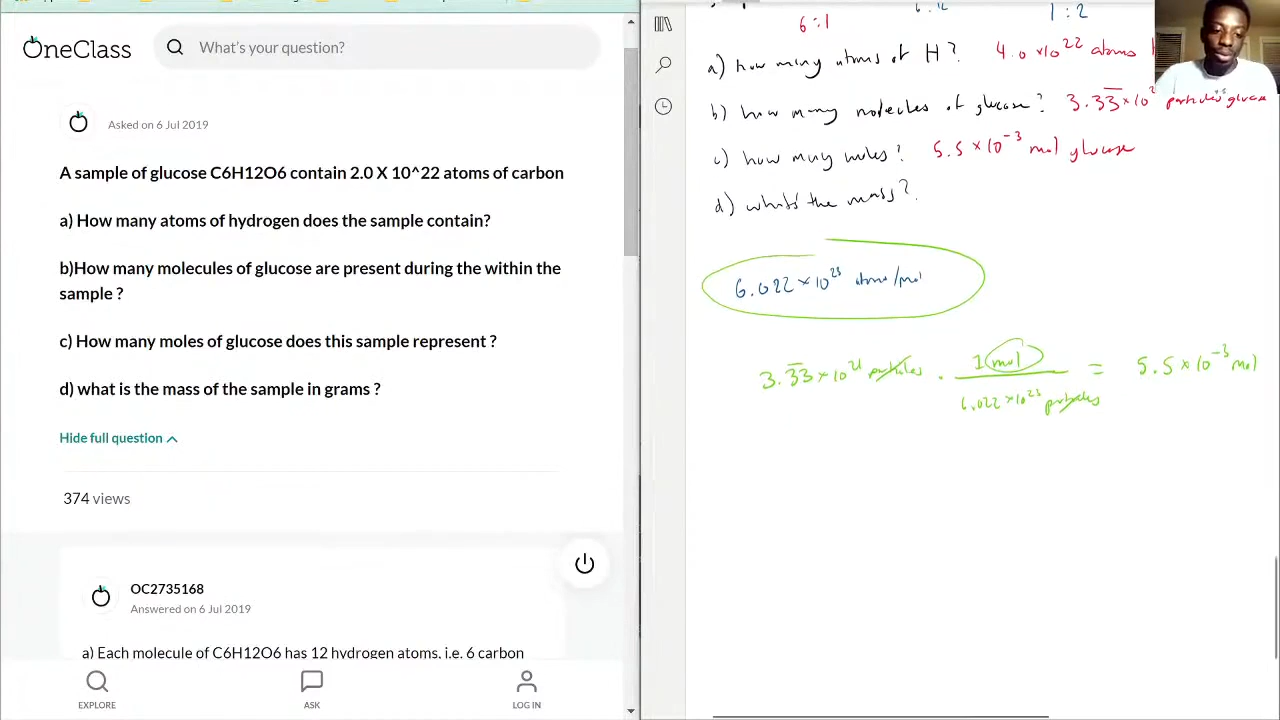 OneClass
What's your question?
Asked on 6 Jul 2019
A sample of glucose C6H12O6 contain 2.0 X 10^22 atoms of carbon
a) How many atoms of hydrogen does the sample contain?
b)How many molecules of glucose are present during the within the
sample ?
c) How many moles of glucose does this sample represent ?
d) what is the mass of the sample in grams ?
Hide full question
374 views
OC2735168
Answered on 6 Jul 2019
a) Each molecule of C6H12O6 has 12 hydrogen atoms, i.e. 6 carbon
EXPLORE
ASK
LOG IN
6:1
6:12
1:2
a) how many atoms of H? 4.0 x10^22 atoms
b) how many molecules of glucose? 3.33 x 10^2 particles glucose
c) how many moles? 5.5 x 10^-3 mol glucose
d) what's the mass?
6.022 x 10^23 atoms/mol
3.33 x 10^21 particles · 1 mol / 6.022 x 10^23 particles = 5.5 x 10^-3 mol